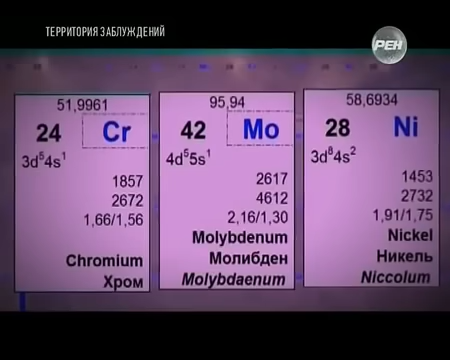 ТЕРРИТОРИЯ ЗАБЛУЖДЕНИЙ
РЕН
51,9961
24 Cr
3d⁵4s¹
1857
2672
1,66/1,56
Chromium
Хром
95,94
42 Mo
4d⁵5s¹
2617
4612
2,16/1,30
Molybdenum
Молибден
Molybdaenum
58,6934
28 Ni
3d⁸4s²
1453
2732
1,91/1,75
Nickel
Никель
Niccolum